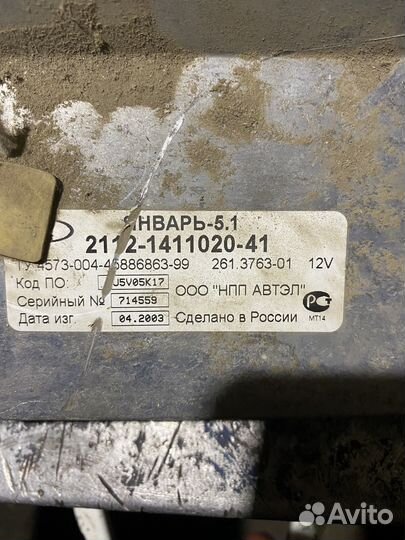 ЯНВАРЬ-5.1
2112-1411020-41
ТУ 4573-004-45886863-99 261.3763-01 12V
Код ПО: J5V05K17
Серийный № 714559 ООО "НПП АВТЭЛ"
Дата изг. 04.2003 Сделано в России
МТ14
Avito